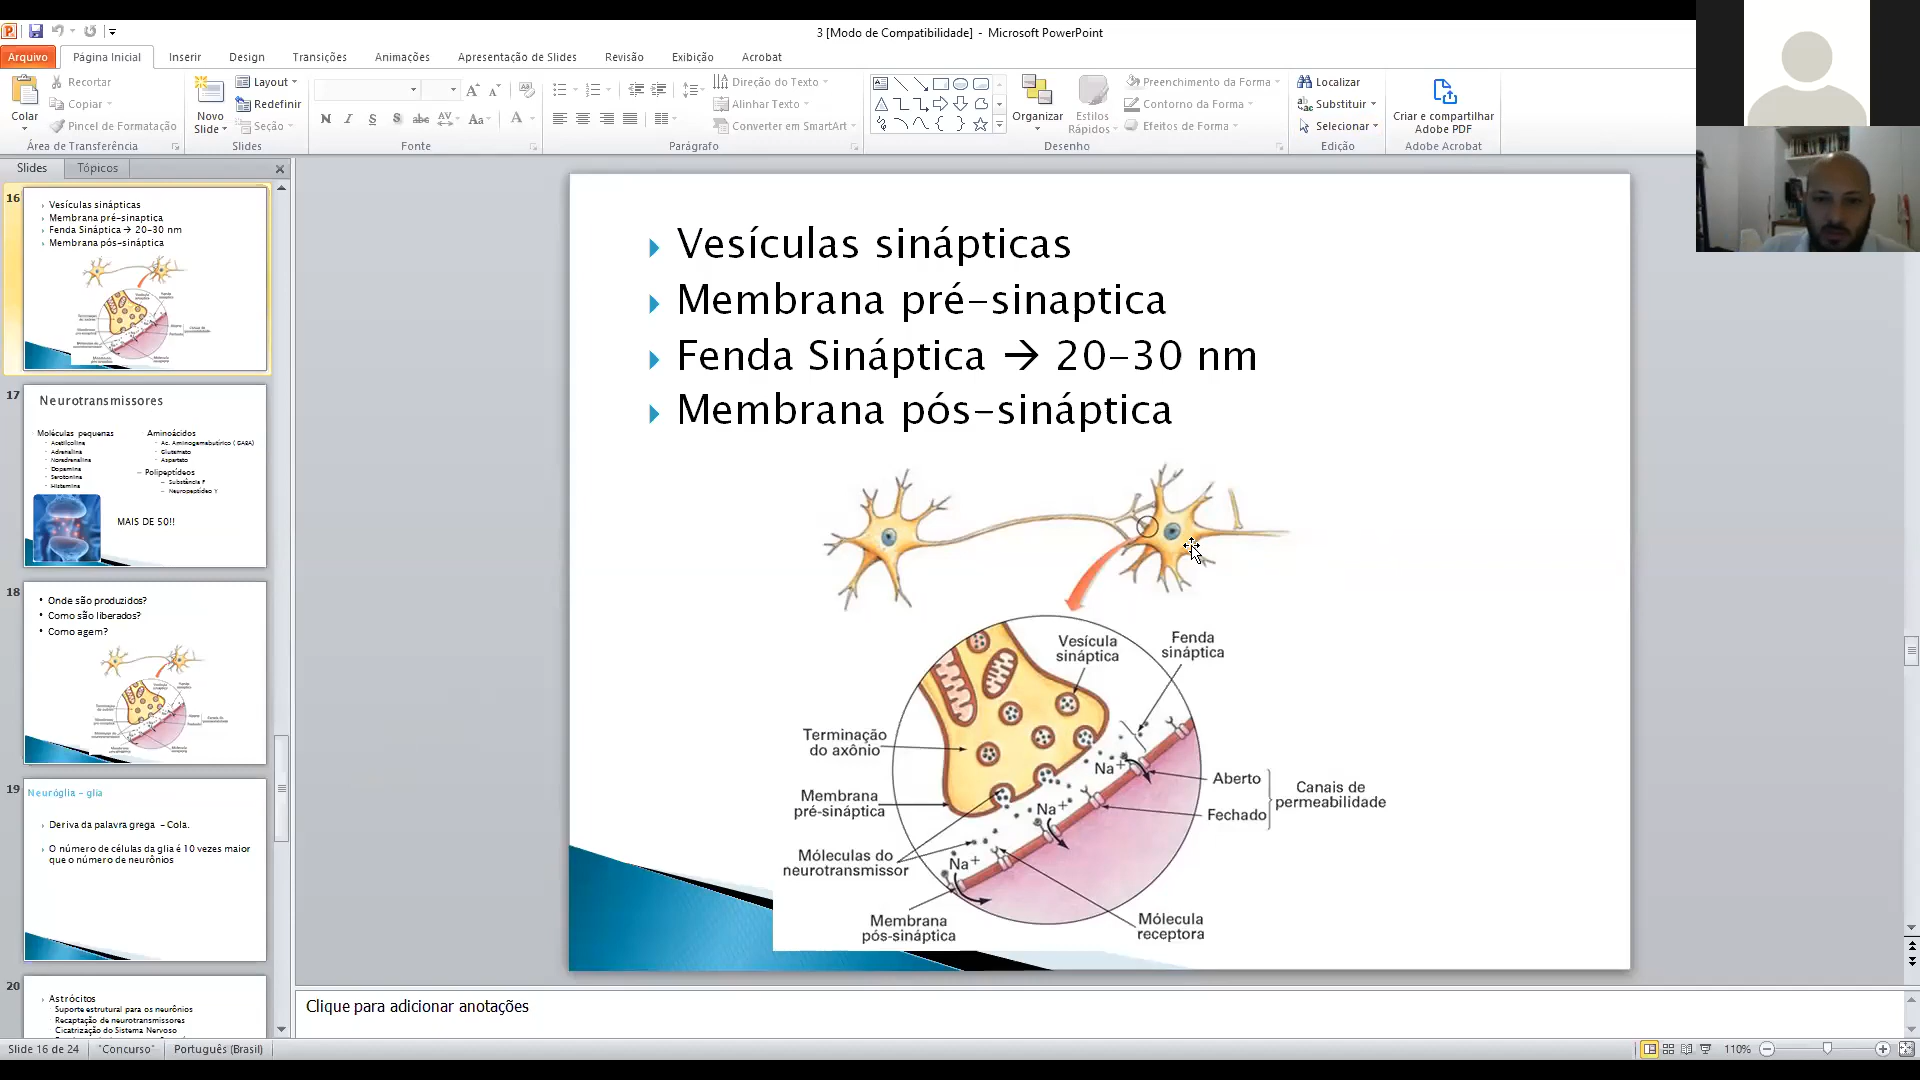 3 [Modo de Compatibilidade] - Microsoft PowerPoint
Arquivo
Página Inicial
Inserir
Design
Transições
Animações
Apresentação de Slides
Revisão
Exibição
Acrobat
Colar
Recortar
Copiar
Pincel de Formatação
Área de Transferência
Novo
Slide
Layout
Redefinir
Seção
Slides
N I S S abc AV Aa A
Fonte
Direção do Texto
Alinhar Texto
Converter em SmartArt
Parágrafo
Organizar
Estilos
Rápidos
Preenchimento da Forma
Contorno da Forma
Efeitos de Forma
Desenho
Localizar
Substituir
Selecionar
Edição
Criar e compartilhar
Adobe PDF
Adobe Acrobat
Slides
Tópicos
16
Vesículas sinápticas
Membrana pré-sinaptica
Fenda Sináptica → 20-30 nm
Membrana pós-sináptica
17
Neurotransmissores
Moléculas pequenas
Acetilcolina
Adrenalina
Noradrenalina
Dopamina
Serotonina
Histamina
Aminoácidos
Ac. Aminogamabutírico ( GABA)
Glutamato
Aspartato
– Polipeptídeos
– Substância P
– Neuropeptídeo Y
MAIS DE 50!!
18
• Onde são produzidos?
• Como são liberados?
• Como agem?
19
Neuróglia - glia
Deriva da palavra grega - Cola.
O número de células da glia é 10 vezes maior
que o número de neurônios
20
Astrócitos
Suporte estrutural para os neurônios
Recaptação de neurotransmissores
Cicatrização do Sistema Nervoso
Vesículas sinápticas
Membrana pré-sinaptica
Fenda Sináptica → 20-30 nm
Membrana pós-sináptica
Vesícula
sináptica
Fenda
sináptica
Terminação
do axônio
Membrana
pré-sináptica
Móleculas do
neurotransmissor
Membrana
pós-sináptica
Na+
Na+
Na+
Aberto
Fechado
Canais de
permeabilidade
Mólecula
receptora
Clique para adicionar anotações
Slide 16 de 24
"Concurso"
Português (Brasil)
110%